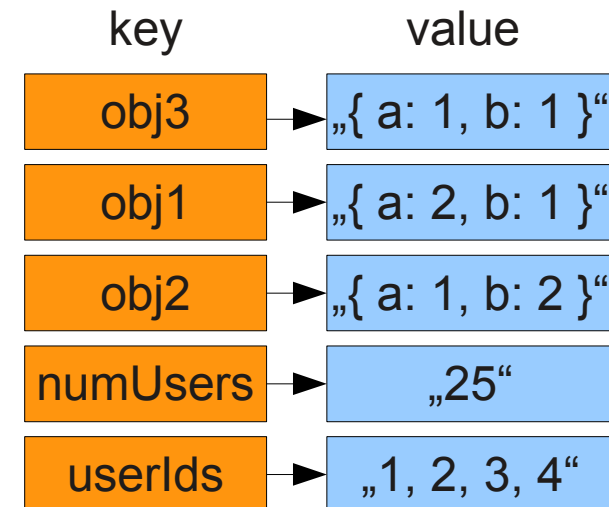 key value
obj3 „{ a: 1, b: 1 }“
obj1 „{ a: 2, b: 1 }“
obj2 „{ a: 1, b: 2 }“
numUsers „25“
userIds „1, 2, 3, 4“